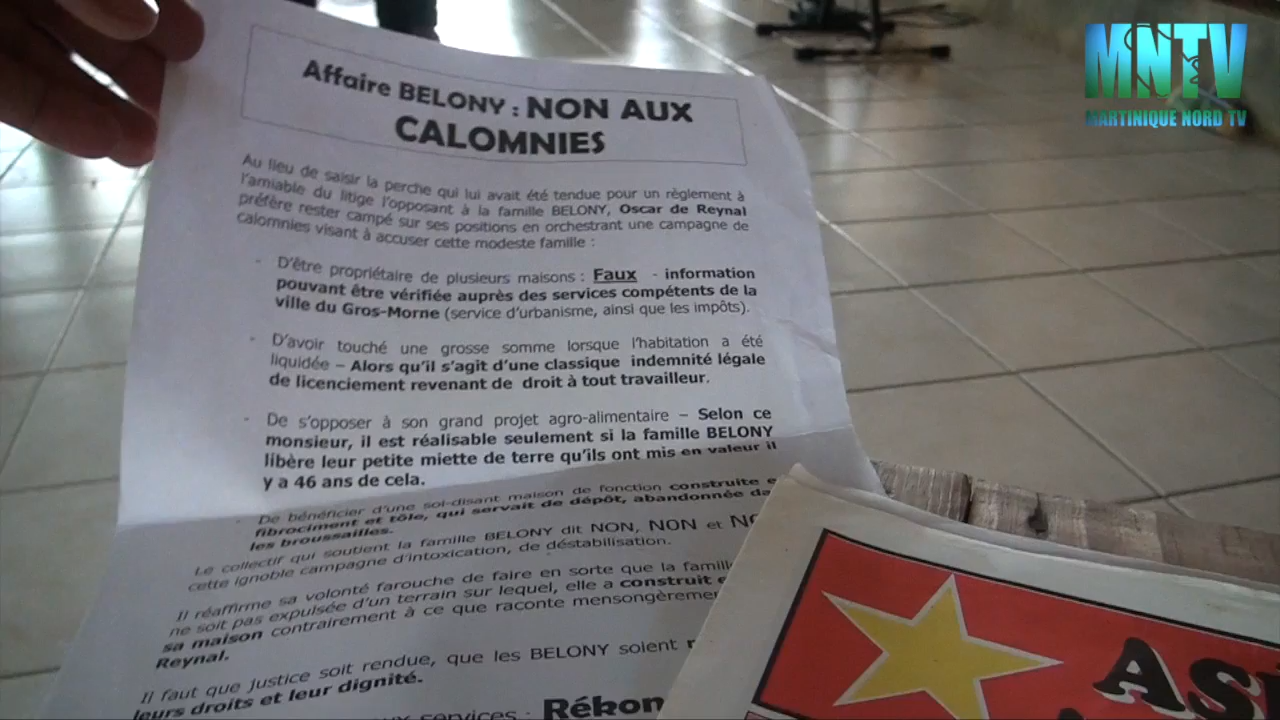 MNTV
MARTINIQUE NORD TV
Affaire BELONY : NON AUX
CALOMNIES
Au lieu de saisir la perche qui lui avait été tendue pour un règlement à
l'amiable du litige l'opposant à la famille BELONY, Oscar de Reynal
préfère rester campé sur ses positions en orchestrant une campagne de
calomnies visant à accuser cette modeste famille :
- D'être propriétaire de plusieurs maisons : Faux - information
pouvant être vérifiée auprès des services compétents de la
ville du Gros-Morne (service d'urbanisme, ainsi que les impôts).
- D'avoir touché une grosse somme lorsque l'habitation a été
liquidée – Alors qu'il s'agit d'une classique indemnité légale
de licenciement revenant de droit à tout travailleur.
- De s'opposer à son grand projet agro-alimentaire – Selon ce
monsieur, il est réalisable seulement si la famille BELONY
libère leur petite miette de terre qu'ils ont mis en valeur il
y a 46 ans de cela.
- De bénéficier d'une soi-disant maison de fonction construite
fibrociment et tôle, qui servait de dépôt, abandonnée
les broussailles.
Le collectif qui soutient la famille BELONY dit NON, NON et
cette ignoble campagne d'intoxication, de déstabilisation.
Il réaffirme sa volonté farouche de faire en sorte que la famille
ne soit pas expulsée d'un terrain sur lequel, elle a construit
sa maison contrairement à ce que raconte
Reynal.
Il faut que justice soit rendue, que les BELONY soient
leurs droits et leur dignité.
services :